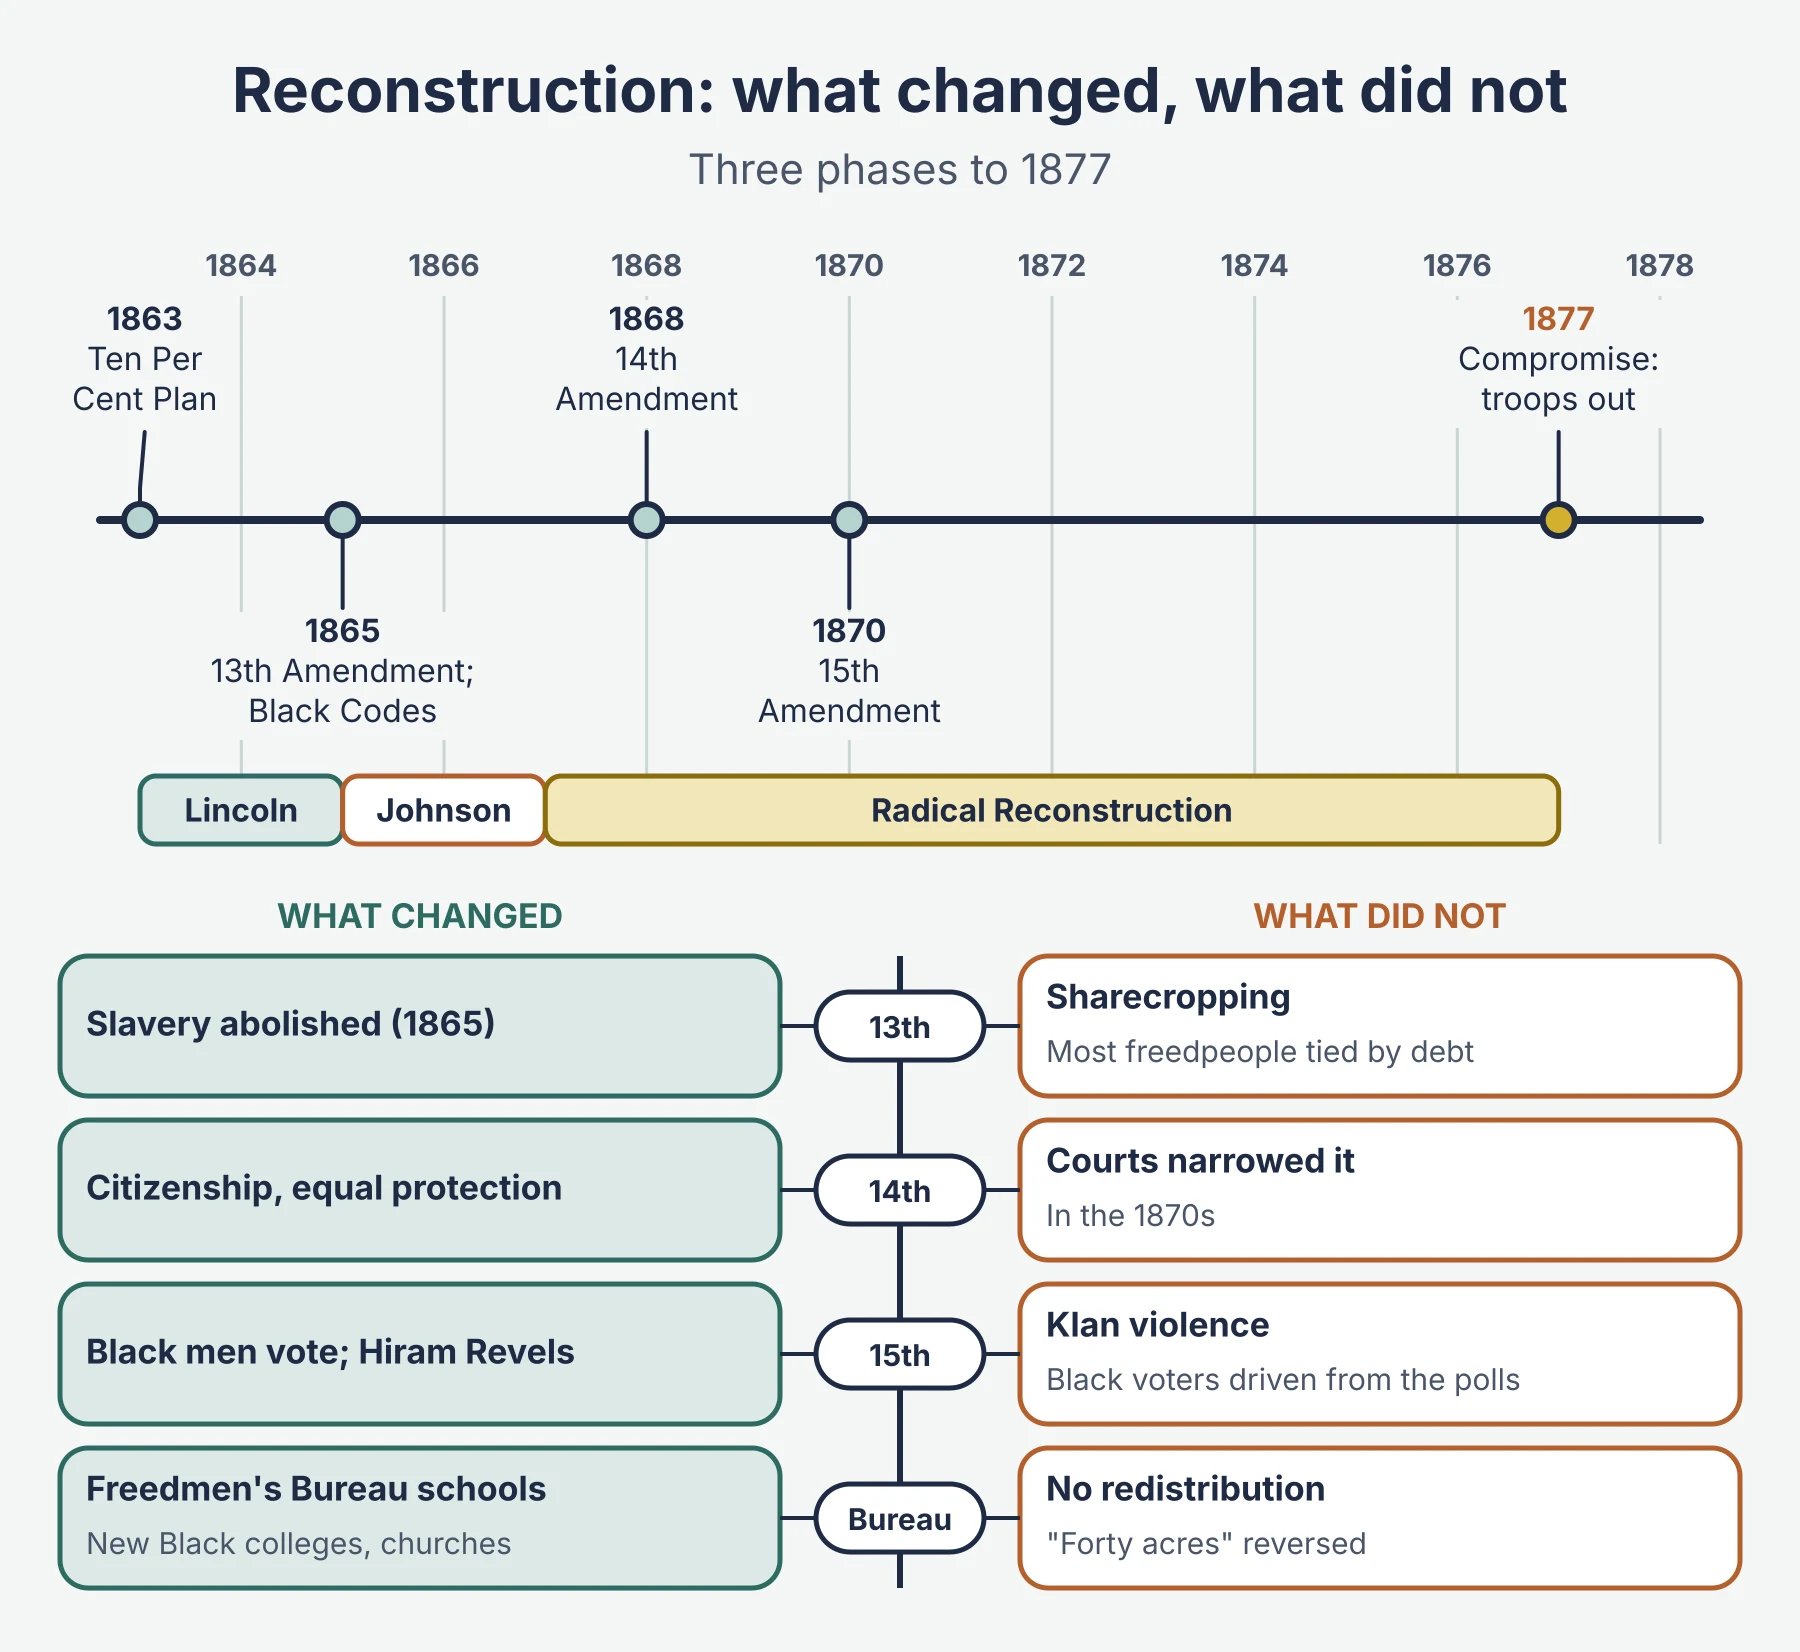 Reconstruction: what changed, what did not
Three phases to 1877
1864 1866 1868 1870 1872 1874 1876 1878
1863
Ten Per
Cent Plan
1868
14th
Amendment
1877
Compromise:
troops out
1865
13th Amendment;
Black Codes
1870
15th
Amendment
Lincoln
Johnson
Radical Reconstruction
WHAT CHANGED
WHAT DID NOT
Slavery abolished (1865)
13th
Sharecropping
Most freedpeople tied by debt
Citizenship, equal protection
14th
Courts narrowed it
In the 1870s
Black men vote; Hiram Revels
15th
Klan violence
Black voters driven from the polls
Freedmen's Bureau schools
New Black colleges, churches
Bureau
No redistribution
"Forty acres" reversed